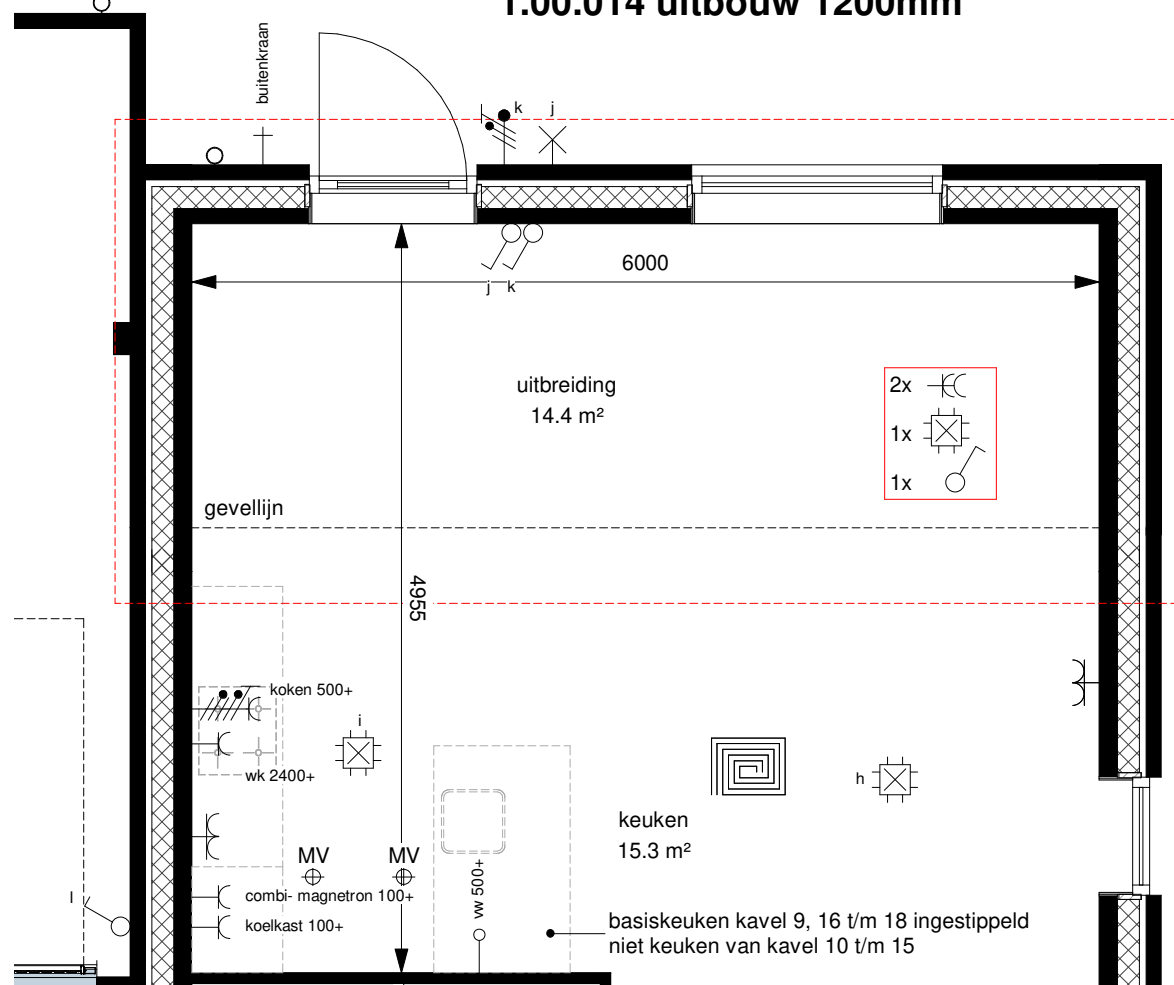 1.00.014 uitbouw 1200mm
buitenkraan
k
j
6000
j k
uitbreiding
14.4 m²
2x
1x
1x
gevellijn
4955
koken 500+
i
wk 2400+
h
keuken
15.3 m²
MV
MV
vw 500+
l
combi- magnetron 100+
koelkast 100+
basiskeuken kavel 9, 16 t/m 18 ingestippeld
niet keuken van kavel 10 t/m 15